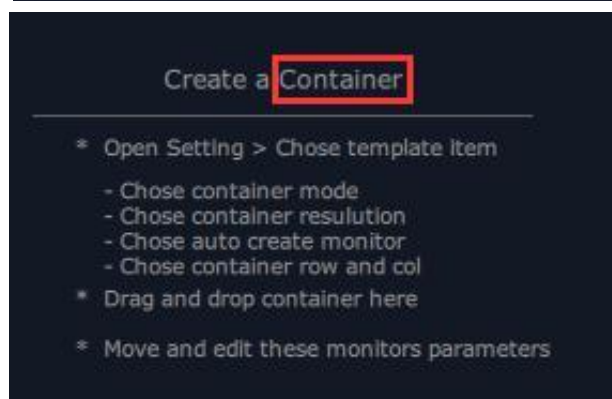 Create a Container
* Open Setting > Chose template item
- Chose container mode
- Chose container resulution
- Chose auto create monitor
- Chose container row and col
* Drag and drop container here
* Move and edit these monitors parameters